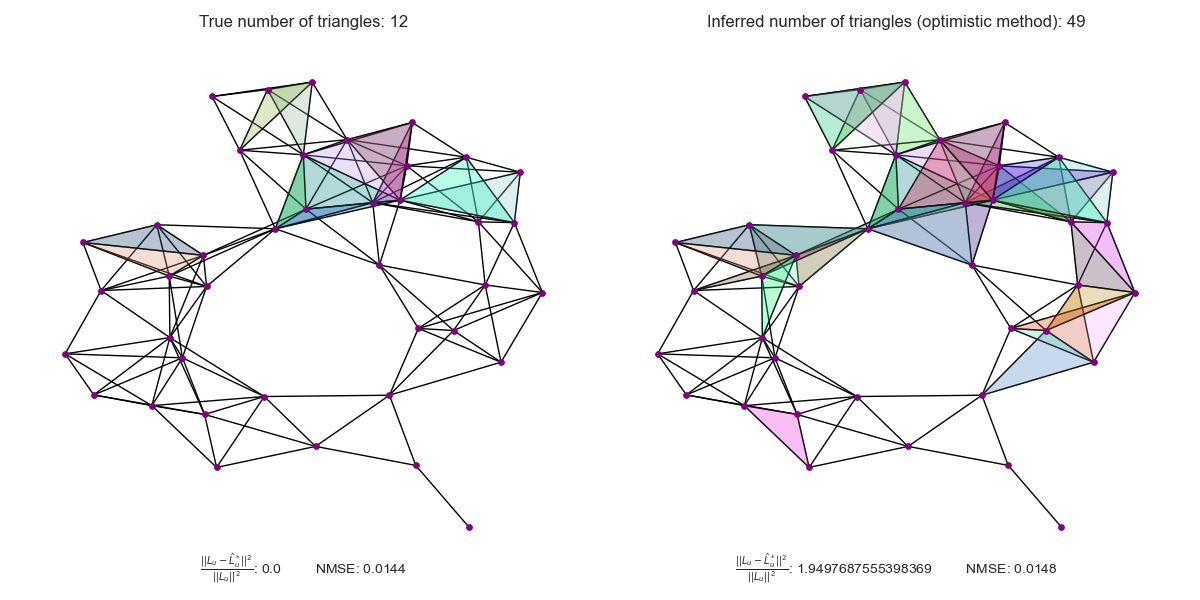 True number of triangles: 12
Inferred number of triangles (optimistic method): 49
$\frac{||L_u - \hat{L}_u^*||^2}{||L_u||^2}$: 0.0 NMSE: 0.0144
$\frac{||L_u - \hat{L}_u^*||^2}{||L_u||^2}$: 1.9497687555398369 NMSE: 0.0148